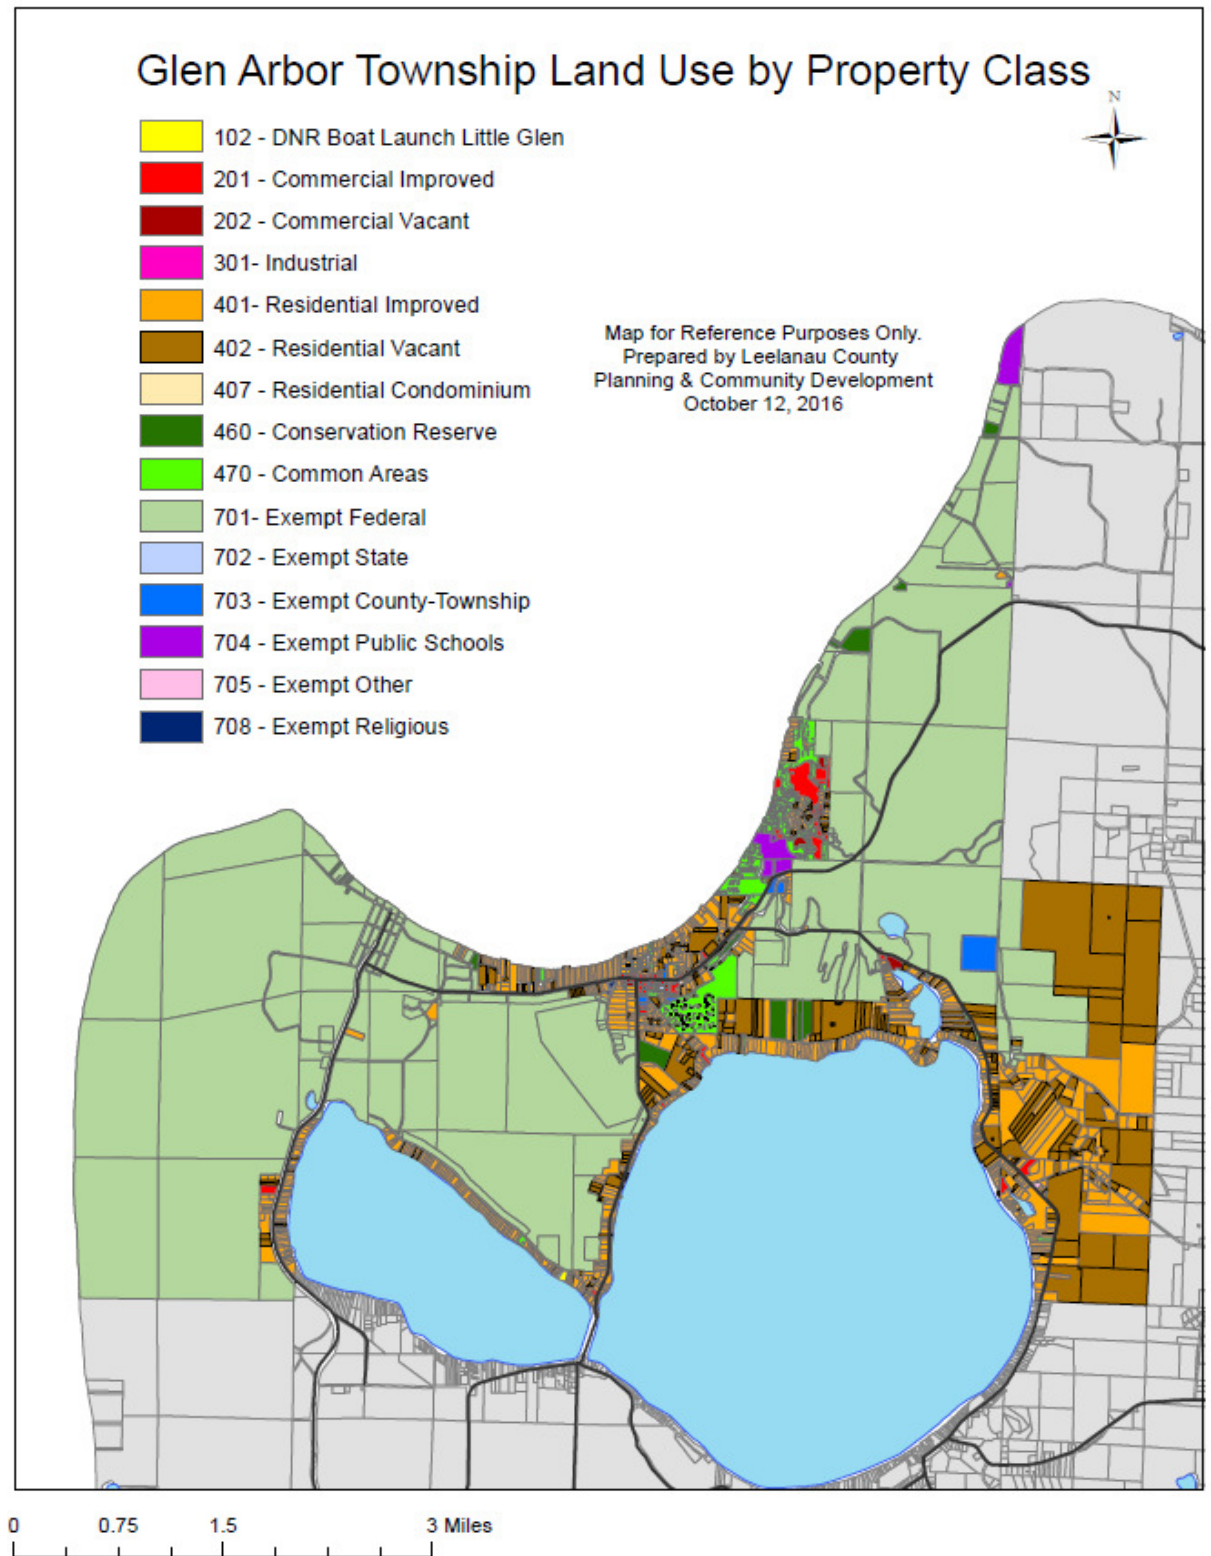 Glen Arbor Township Land Use by Property Class
N
102 - DNR Boat Launch Little Glen
201 - Commercial Improved
202 - Commercial Vacant
301- Industrial
401- Residential Improved
402 - Residential Vacant
407 - Residential Condominium
460 - Conservation Reserve
470 - Common Areas
701- Exempt Federal
702 - Exempt State
703 - Exempt County-Township
704 - Exempt Public Schools
705 - Exempt Other
708 - Exempt Religious
Map for Reference Purposes Only.
Prepared by Leelanau County
Planning & Community Development
October 12, 2016
0 0.75 1.5 3 Miles